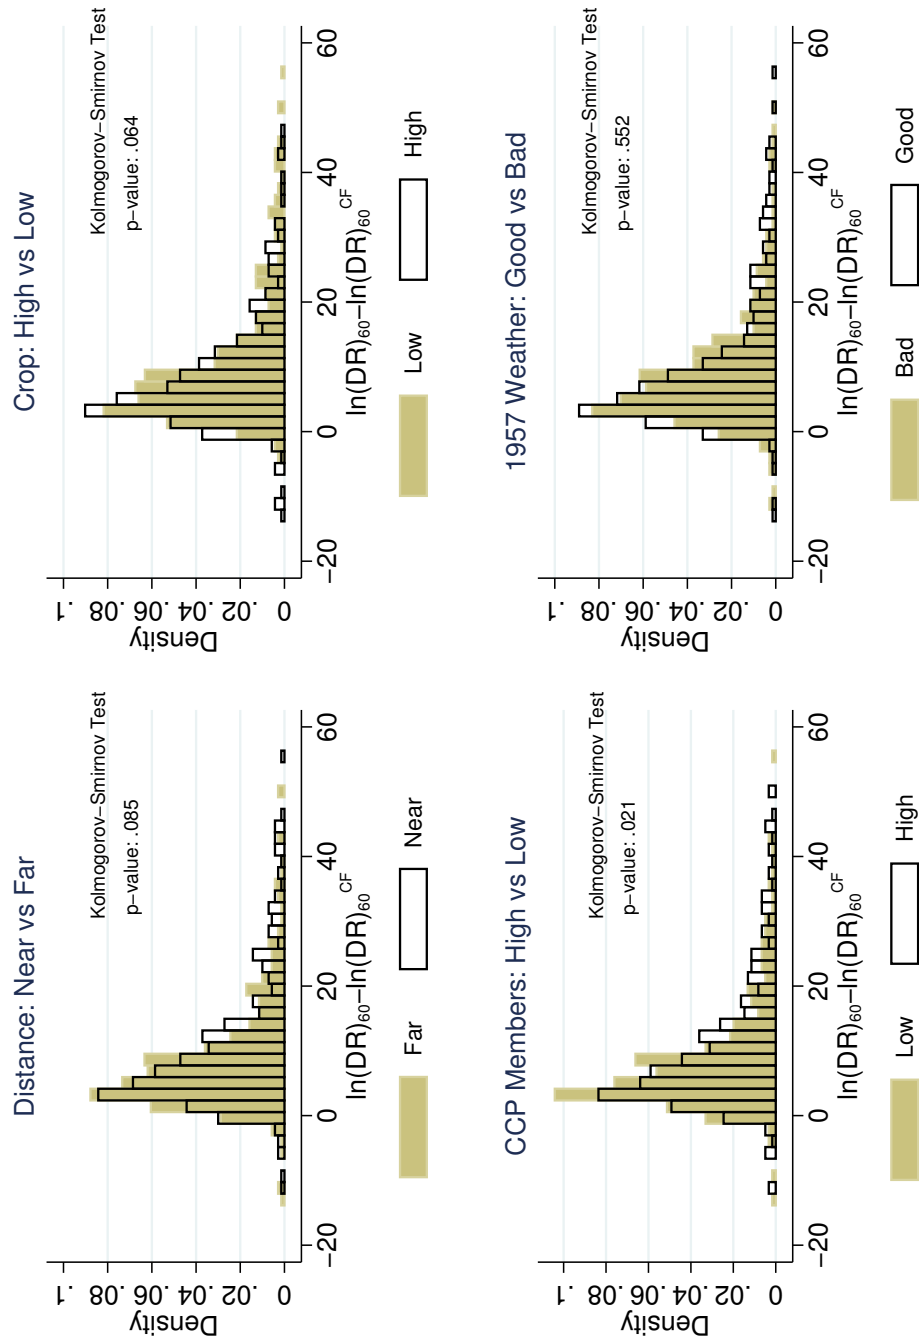 Distance: Near vs Far
Kolmogorov−Smirnov Test
p−value: .085
Density
0 .02 .04 .06 .08 .1
−20 0 20 40 60
ln(DR)60−ln(DR)60CF
Far Near
Crop: High vs Low
Kolmogorov−Smirnov Test
p−value: .064
Density
0 .02 .04 .06 .08 .1
−20 0 20 40 60
ln(DR)60−ln(DR)60CF
Low High
CCP Members: High vs Low
Kolmogorov−Smirnov Test
p−value: .021
Density
0 .02 .04 .06 .08 .1
−20 0 20 40 60
ln(DR)60−ln(DR)60CF
Low High
1957 Weather: Good vs Bad
Kolmogorov−Smirnov Test
p−value: .552
Density
0 .02 .04 .06 .08 .1
−20 0 20 40 60
ln(DR)60−ln(DR)60CF
Bad Good